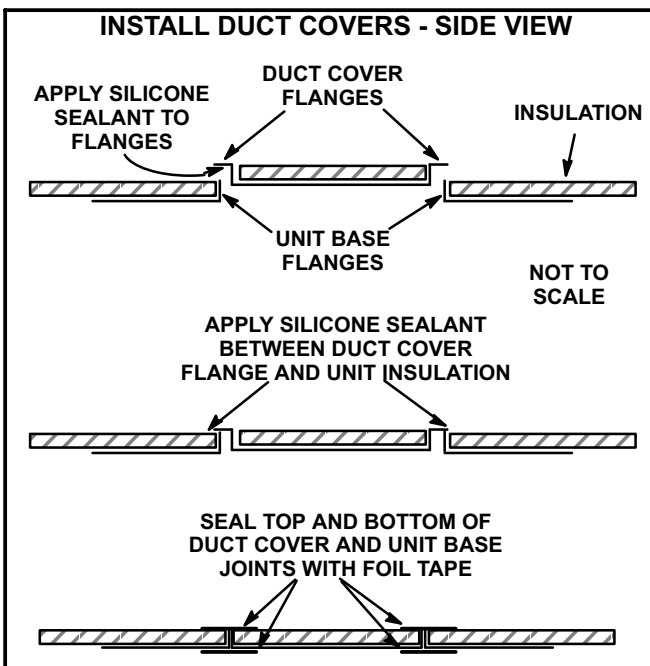 INSTALL DUCT COVERS - SIDE VIEW
DUCT COVER
FLANGES
APPLY SILICONE
SEALANT TO
FLANGES
INSULATION
UNIT BASE
FLANGES
NOT TO
SCALE
APPLY SILICONE SEALANT
BETWEEN DUCT COVER
FLANGE AND UNIT INSULATION
SEAL TOP AND BOTTOM OF
DUCT COVER AND UNIT BASE
JOINTS WITH FOIL TAPE